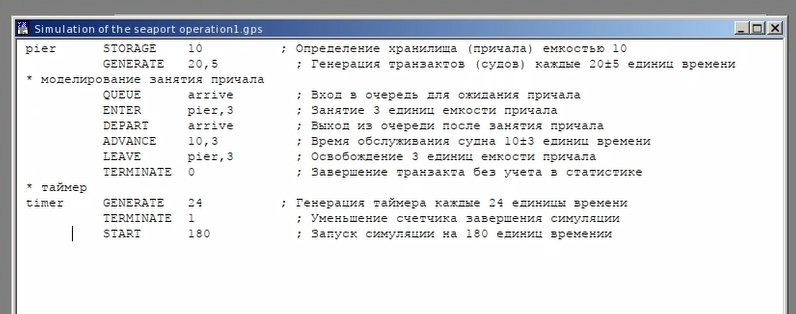 Simulation of the seaport operation1.gps
pier STORAGE 10 ; Определение хранилища (причала) емкостью 10
GENERATE 20,5 ; Генерация транзактов (судов) каждые 20±5 единиц времени
* моделирование занятия причала
QUEUE arrive ; Вход в очередь для ожидания причала
ENTER pier,3 ; Занятие 3 единиц емкости причала
DEPART arrive ; Выход из очереди после занятия причала
ADVANCE 10,3 ; Время обслуживания судна 10±3 единиц времени
LEAVE pier,3 ; Освобождение 3 единиц емкости причала
TERMINATE 0 ; Завершение транзакта без учета в статистике
* таймер
timer GENERATE 24 ; Генерация таймера каждые 24 единицы времени
TERMINATE 1 ; Уменьшение счетчика завершения симуляции
START 180 ; Запуск симуляции на 180 единиц времении